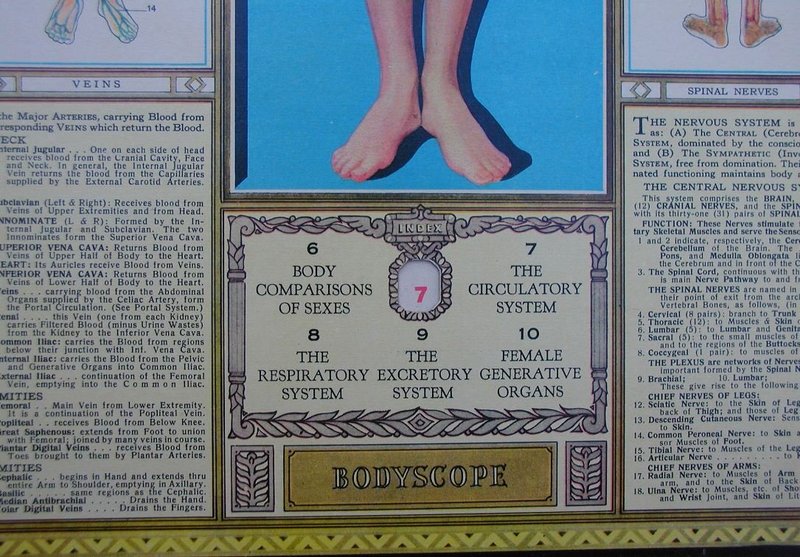 14
VEINS
the Major ARTERIES, carrying Blood from
responding VEINS which return the Blood.
NECK
Internal Jugular . . . One on each side of head
receives blood from the Cranial Cavity, Face
and Neck. In general, the Internal Jugular
Vein returns the blood from the Capillaries
supplied by the External Carotid Arteries.
Subclavian (Left & Right): Receives blood from
Veins of Upper Extremities and from Head.
INNOMINATE (L & R): Formed by the In-
ternal Jugular and Subclavian. The two
Innominates form the Superior Vena Cava.
SUPERIOR VENA CAVA: Returns Blood from
Veins of Upper Half of Body to the Heart.
HEART: Its Auricles receive Blood from Veins.
INFERIOR VENA CAVA: Returns Blood from
Veins of Lower Half of Body to the Heart.
Veins . . . carrying blood from the Abdominal
Organs supplied by the Celiac Artery, form
the Portal Circulation. (See Portal System.)
Renal . . . this Vein (one from each Kidney)
carries Filtered Blood (minus Urine Wastes)
from the Kidney to the Inferior Vena Cava.
Common Iliac: carries the Blood from regions
below their junction with Inf. Vena Cava.
Internal Iliac: carries the Blood from the Pelvic
and Generative Organs into Common Iliac.
External Iliac . . . continuation of the Femoral
Vein, emptying into the Common Iliac.
MITIES
Femoral . . Main Vein from Lower Extremity.
It is a continuation of the Popliteal Vein.
Popliteal . . receives Blood from Below Knee.
Great Saphenous: extends from Foot to union
with Femoral; joined by many veins in course.
Plantar Digital Veins . . . . receives Blood from
Toes brought to them by Plantar Arteries.
MITIES
Cephalic . . . begins in Hand and extends thru
entire Arm to Shoulder, emptying in Axillary.
Basilic . . . same regions as the Cephalic.
Median Antibrachial . . . . Drains the Hand.
Volar Digital Veins . . . Drains the Fingers.
INDEX
7
6
BODY
COMPARISONS
OF SEXES
7
THE
CIRCULATORY
SYSTEM
8
THE
RESPIRATORY
SYSTEM
9
THE
EXCRETORY
SYSTEM
10
FEMALE
GENERATIVE
ORGANS
BODYSCOPE
SPINAL NERVES
THE NERVOUS SYSTEM is
as: (A) The CENTRAL (Cerebr
SYSTEM, dominated by the conscio
and (B) The SYMPATHETIC (Inv
SYSTEM, free from domination. The
nated functioning maintains body a
THE CENTRAL NERVOUS SY
This system comprises the BRAIN,
(12) CRANIAL NERVES, and the SPIN
with its thirty-one (31) pairs of SPINAL
FUNCTION: These Nerves stimulate
tary Skeletal Muscles and serve the Senso
1 and 2 indicate, respectively, the Cere
Cerebellum of the Brain. The
Pons, and Medulla Oblongata li
the Cerebrum and in front of the C
3. The Spinal Cord, continuous with th
is main Nerve Pathway to and fr
THE SPINAL NERVES are named in
their point of exit from the ar
Vertebral Bones, as follows, (in
4. Cervical (8 pairs): branch to Trunk
5. Thoracic (12): to Muscles & Skin
6. Lumbar (5): to Lumbar and Genita
7. Sacral (5): to the small muscles of
and to the regions of the Buttocks
8. Coccygeal (1 pair): to muscles of
THE PLEXUS are networks of Nerves
important formed by the Spinal N
9. Brachial; 10. Lumbar;
These give rise to the following
CHIEF NERVES OF LEGS:
12. Sciatic Nerve: to the Skin of Leg
back of Thigh; and those of Leg
13. Descending Cutaneous Nerve: Sens
to Skin.
14. Common Peroneal Nerve: to Skin a
sor Muscles of Foot.
15. Tibial Nerve: to Muscles of the Leg
16. Articular Nerve
CHIEF NERVES OF ARMS:
17. Radial Nerve: to Muscles of Arm
arm, and to the Skin of Back
18. Ulna Nerve: to Muscles, etc. of Sho
and Wrist Joint, and Skin of Lit